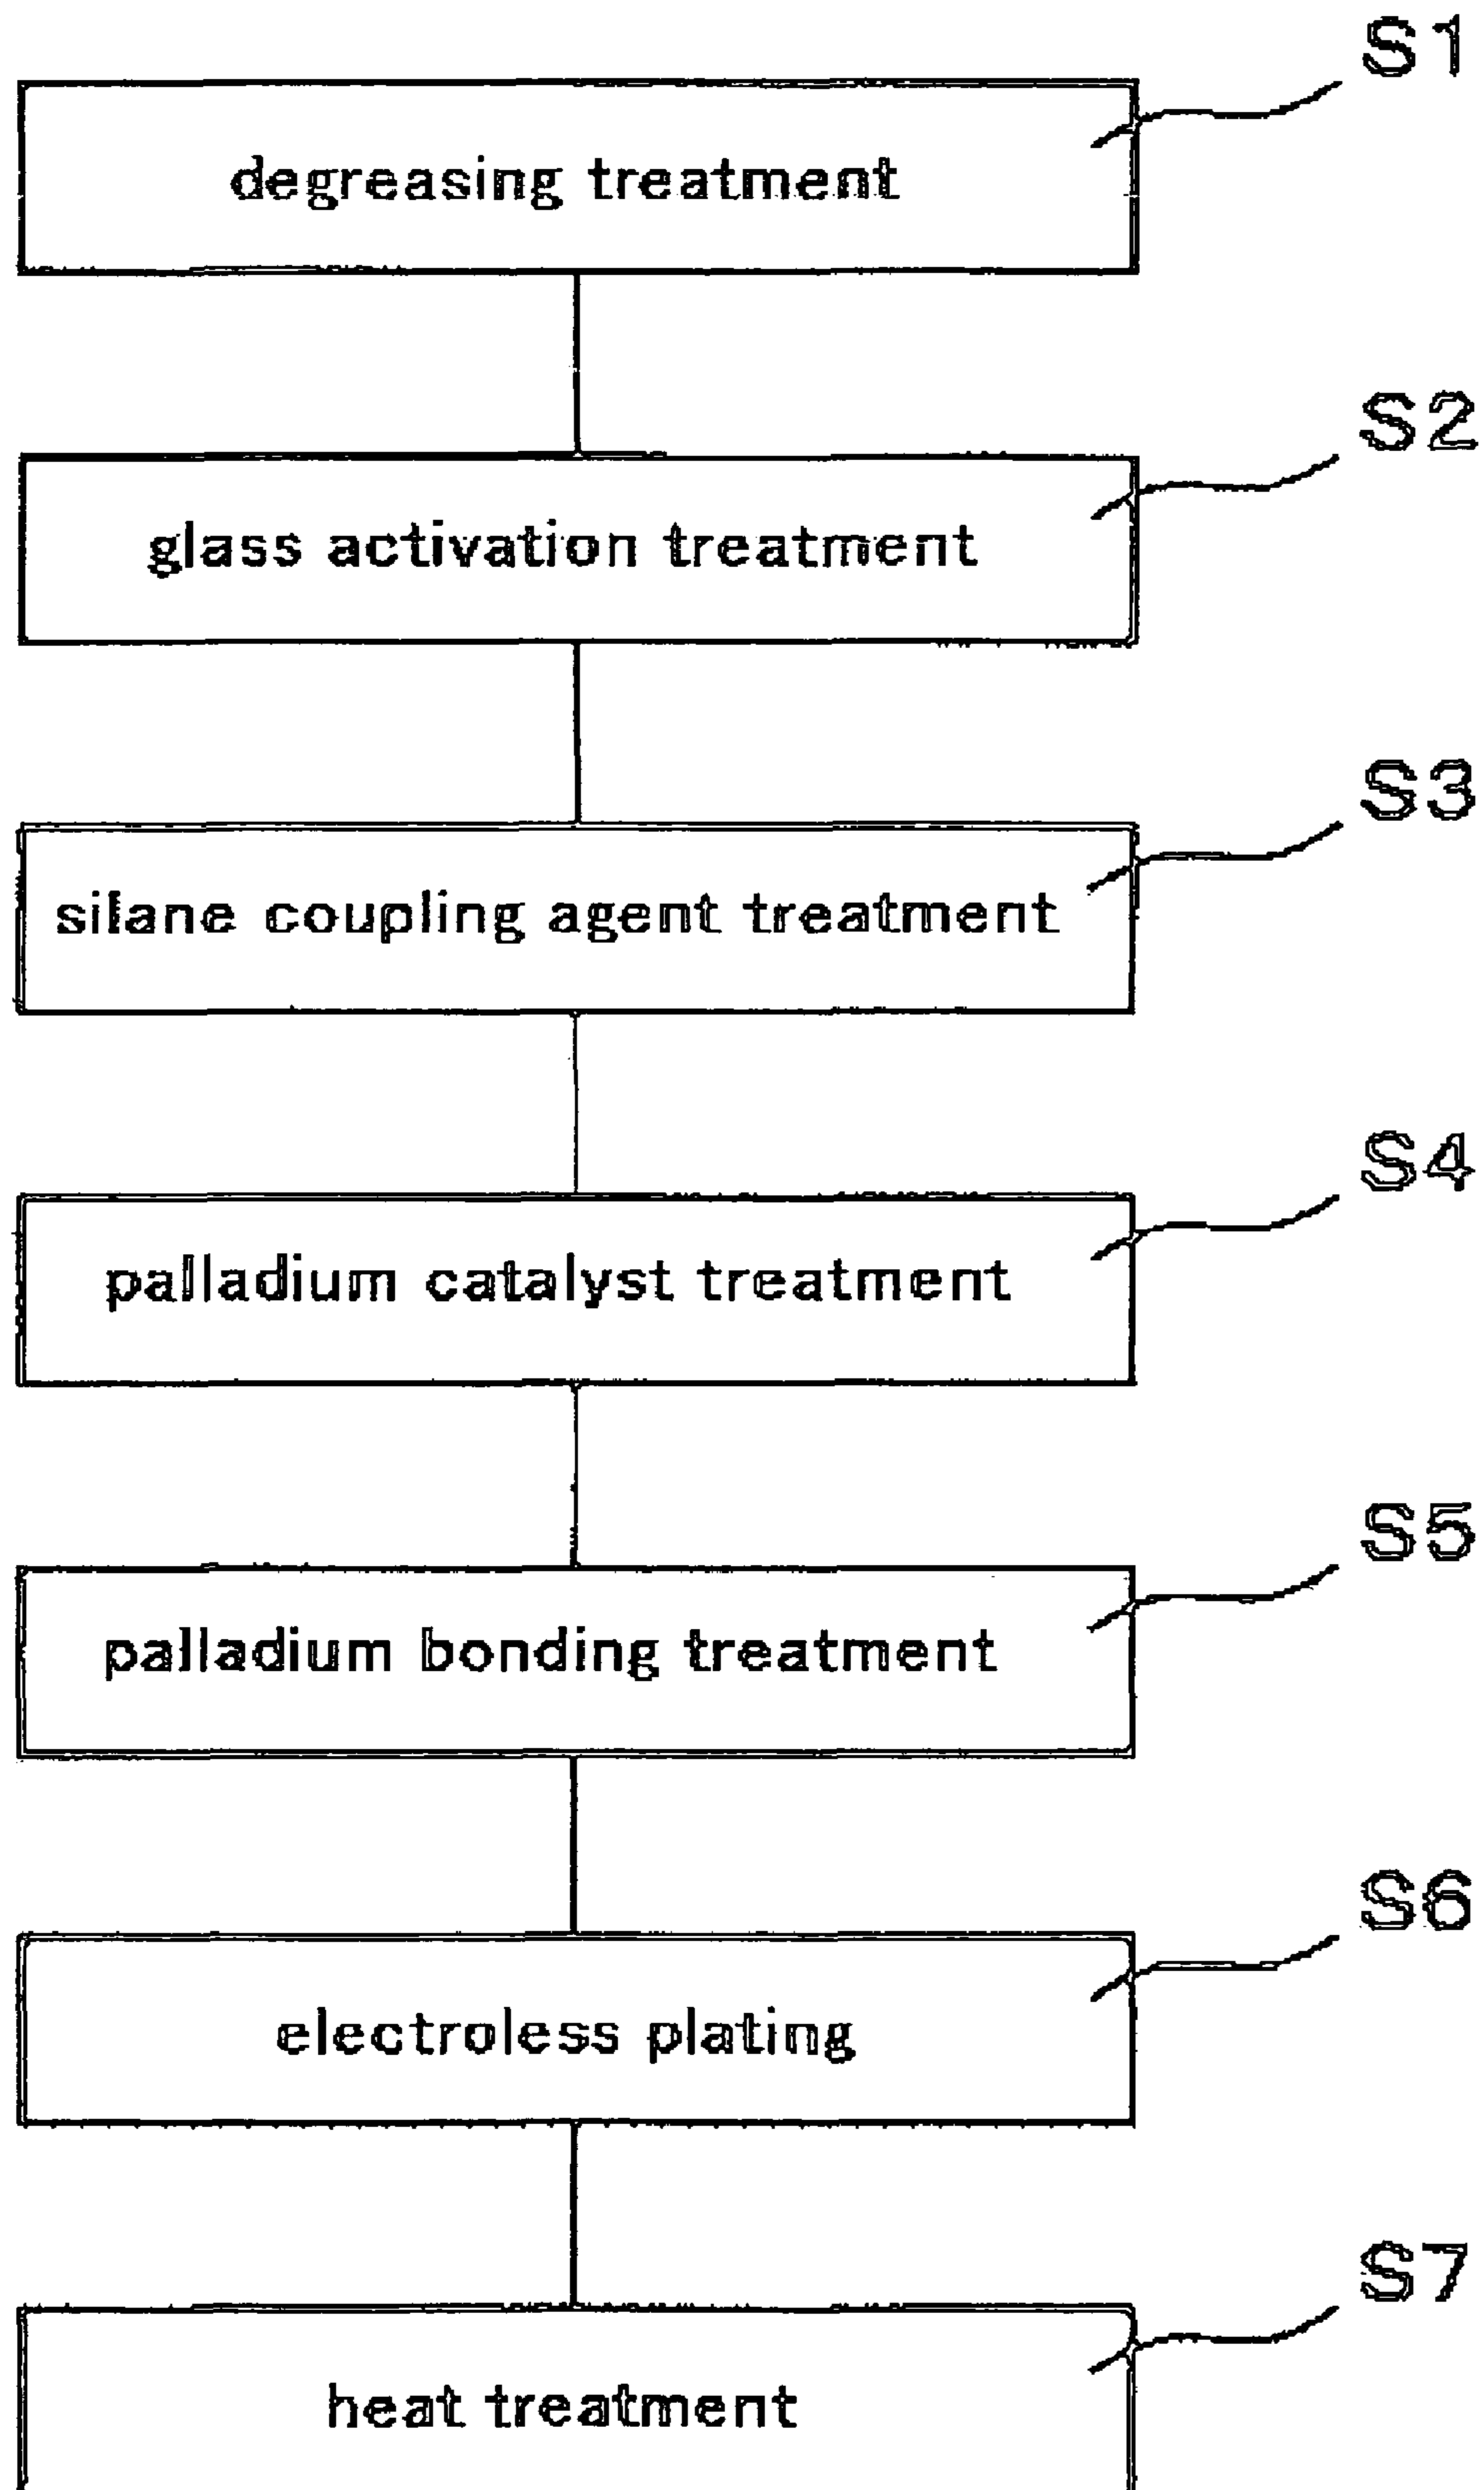 S1
degreasing treatment
S2
glass activation treatment
S3
silane coupling agent treatment
S4
palladium catalyst treatment
S5
palladium bonding treatment
S6
electroless plating
S7
heat treatment